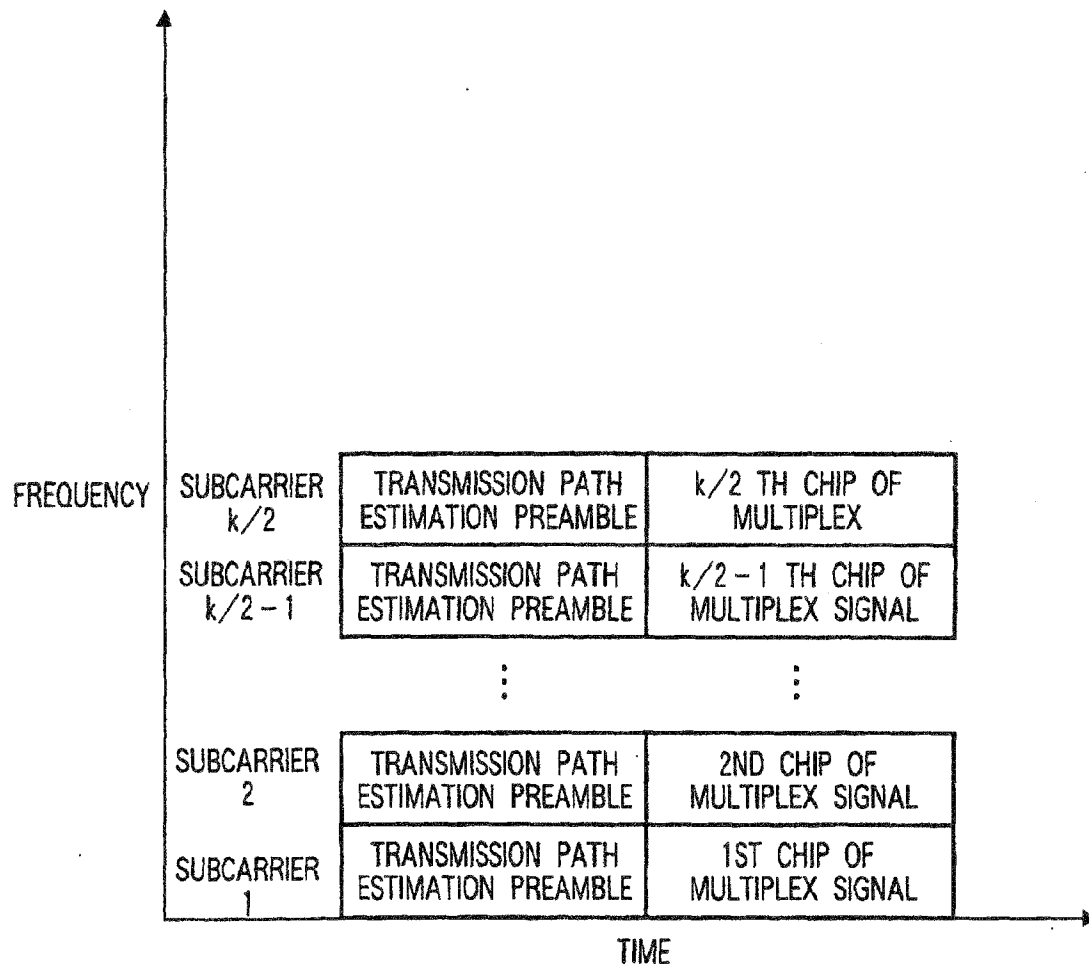 FREQUENCY
SUBCARRIER
k/2
TRANSMISSION PATH
ESTIMATION PREAMBLE
k/2 TH CHIP OF
MULTIPLEX
SUBCARRIER
k/2-1
TRANSMISSION PATH
ESTIMATION PREAMBLE
k/2-1 TH CHIP OF
MULTIPLEX SIGNAL
SUBCARRIER
2
TRANSMISSION PATH
ESTIMATION PREAMBLE
2ND CHIP OF
MULTIPLEX SIGNAL
SUBCARRIER
1
TRANSMISSION PATH
ESTIMATION PREAMBLE
1ST CHIP OF
MULTIPLEX SIGNAL
TIME